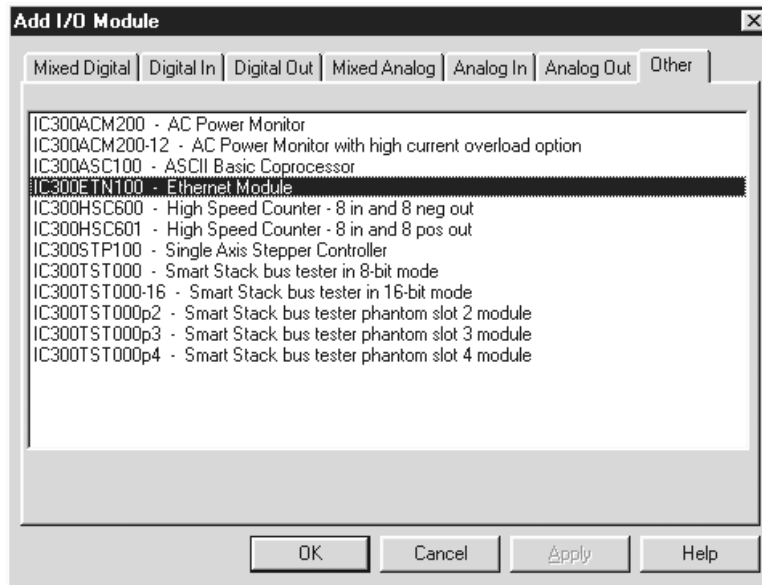 Add I/O Module
Mixed Digital Digital In Digital Out Mixed Analog Analog In Analog Out Other
IC300ACM200 - AC Power Monitor
IC300ACM200-12 - AC Power Monitor with high current overload option
IC300ASC100 - ASCII Basic Coprocessor
IC300ETN100 - Ethernet Module
IC300HSC600 - High Speed Counter - 8 in and 8 neg out
IC300HSC601 - High Speed Counter - 8 in and 8 pos out
IC300STP100 - Single Axis Stepper Controller
IC300TST000 - Smart Stack bus tester in 8-bit mode
IC300TST000-16 - Smart Stack bus tester in 16-bit mode
IC300TST000p2 - Smart Stack bus tester phantom slot 2 module
IC300TST000p3 - Smart Stack bus tester phantom slot 3 module
IC300TST000p4 - Smart Stack bus tester phantom slot 4 module
OK Cancel Apply Help